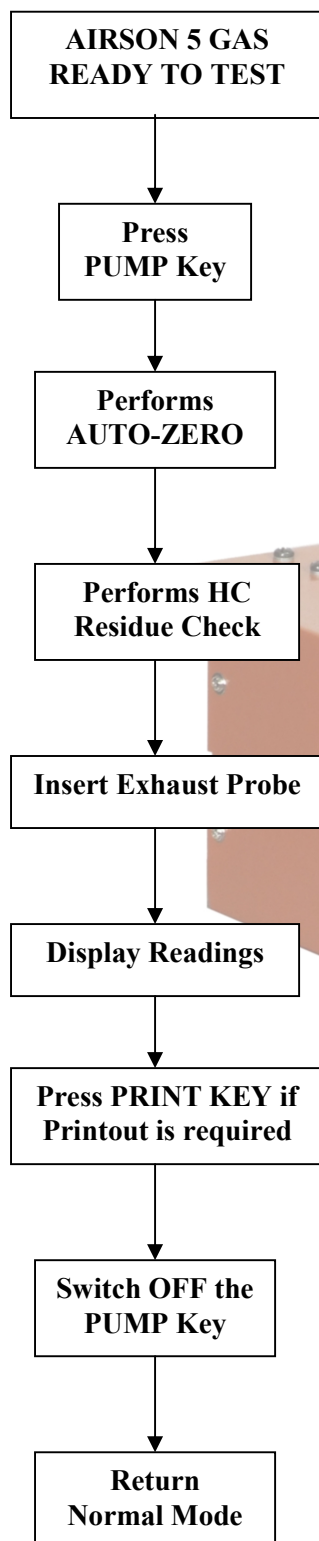 AIRSON 5 GAS
READY TO TEST
Press
PUMP Key
Performs
AUTO-ZERO
Performs HC
Residue Check
Insert Exhaust Probe
Display Readings
Press PRINT KEY if
Printout is required
Switch OFF the
PUMP Key
Return
Normal Mode